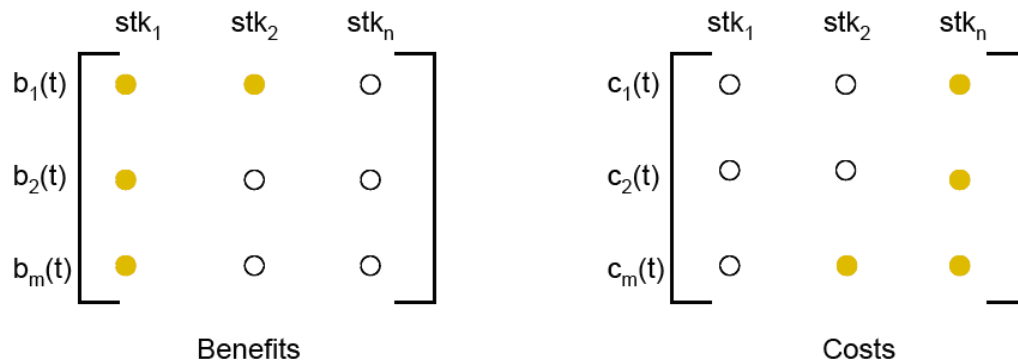 stk₁ stk₂ stkₙ stk₁ stk₂ stkₙ
b₁(t) c₁(t)
b₂(t) c₂(t)
bₘ(t) cₘ(t)
Benefits Costs